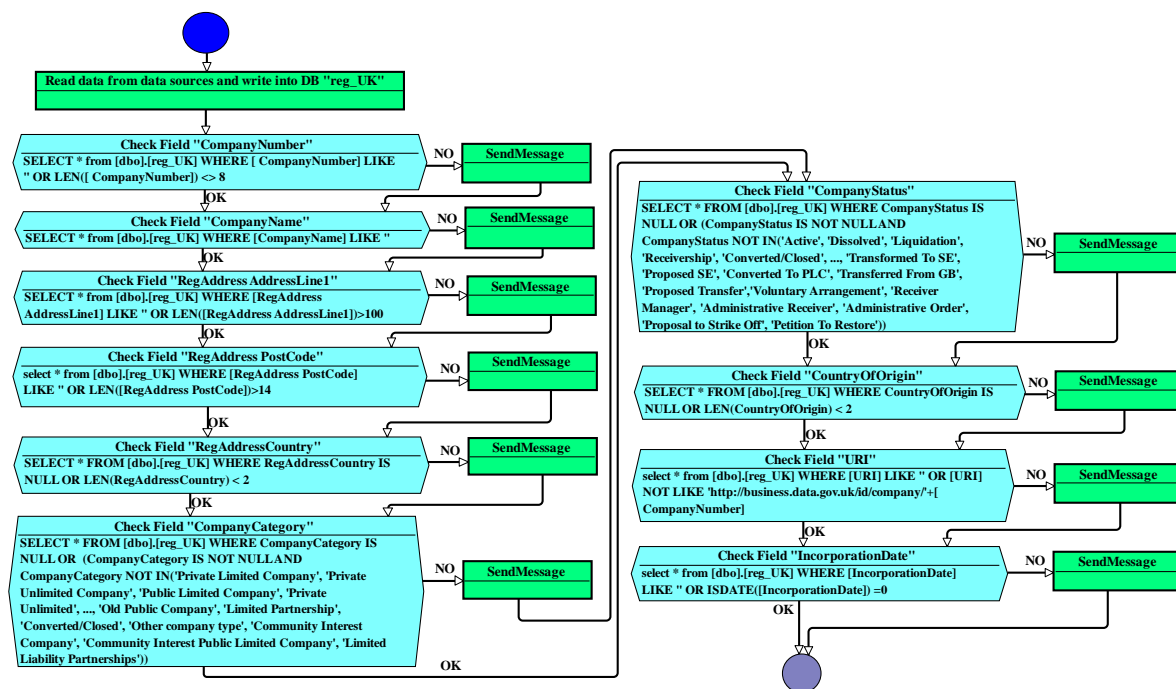 Read data from data sources and write into DB "reg_UK"
Check Field "CompanyNumber"
SELECT * from [dbo].[reg_UK] WHERE [ CompanyNumber] LIKE
'' OR LEN([ CompanyNumber]) <> 8
NO
SendMessage
OK
Check Field "CompanyName"
SELECT * from [dbo].[reg_UK] WHERE [CompanyName] LIKE ''
NO
SendMessage
OK
Check Field "RegAddress AddressLine1"
SELECT * from [dbo].[reg_UK] WHERE [RegAddress
AddressLine1] LIKE '' OR LEN([RegAddress AddressLine1])>100
NO
SendMessage
OK
Check Field "RegAddress PostCode"
select * from [dbo].[reg_UK] WHERE [RegAddress PostCode]
LIKE '' OR LEN([RegAddress PostCode])>14
NO
SendMessage
OK
Check Field "RegAddressCountry"
SELECT * FROM [dbo].[reg_UK] WHERE RegAddressCountry IS
NULL OR LEN(RegAddressCountry) < 2
NO
SendMessage
OK
Check Field "CompanyCategory"
SELECT * FROM [dbo].[reg_UK] WHERE CompanyCategory IS
NULL OR (CompanyCategory IS NOT NULLAND
CompanyCategory NOT IN('Private Limited Company', 'Private
Unlimited Company', 'Public Limited Company', 'Private
Unlimited', ..., 'Old Public Company', 'Limited Partnership',
'Converted/Closed', 'Other company type', 'Community Interest
Company', 'Community Interest Public Limited Company', 'Limited
Liability Partnerships'))
NO
SendMessage
OK
Check Field "CompanyStatus"
SELECT * FROM [dbo].[reg_UK] WHERE CompanyStatus IS
NULL OR (CompanyStatus IS NOT NULLAND
CompanyStatus NOT IN('Active', 'Dissolved', 'Liquidation',
'Receivership', 'Converted/Closed', ..., 'Transformed To SE',
'Proposed SE', 'Converted To PLC', 'Transferred From GB',
'Proposed Transfer','Voluntary Arrangement', 'Receiver
Manager', 'Administrative Receiver', 'Administrative Order',
'Proposal to Strike Off', 'Petition To Restore'))
NO
SendMessage
OK
Check Field "CountryOfOrigin"
SELECT * FROM [dbo].[reg_UK] WHERE CountryOfOrigin IS
NULL OR LEN(CountryOfOrigin) < 2
NO
SendMessage
OK
Check Field "URI"
select * from [dbo].[reg_UK] WHERE [URI] LIKE '' OR [URI]
NOT LIKE 'http://business.data.gov.uk/id/company/'+[
CompanyNumber]
NO
SendMessage
OK
Check Field "IncorporationDate"
select * from [dbo].[reg_UK] WHERE [IncorporationDate]
LIKE '' OR ISDATE([IncorporationDate]) =0
NO
SendMessage
OK